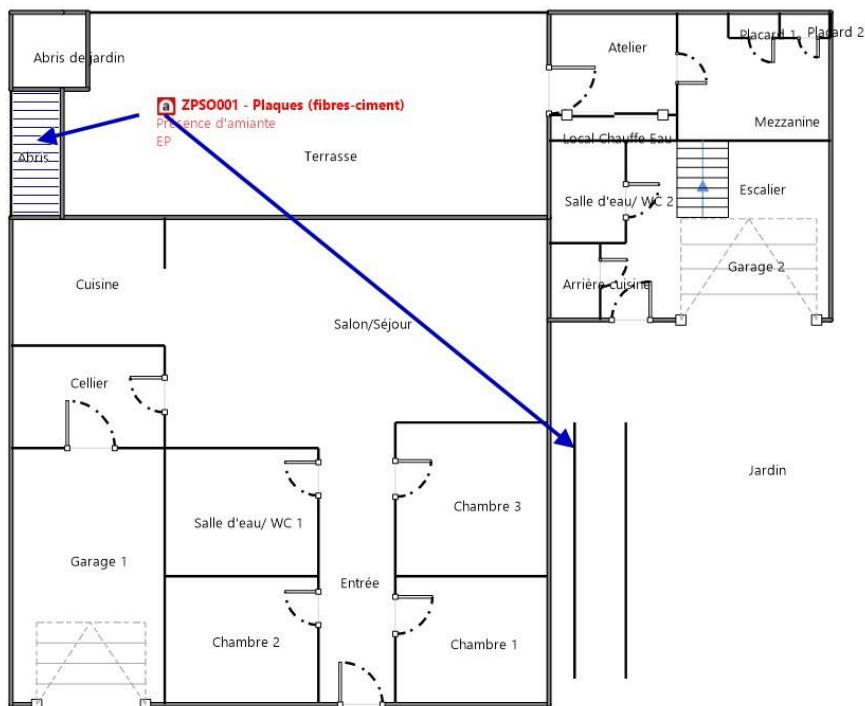 Placard 1
Placard 2
Atelier
Abris de jardin
a ZPSO001 - Plaques (fibres-ciment)
Présence d'amiante
EP
Mezzanine
Local Chauffe Eau
Abris
Terrasse
Escalier
Salle d'eau/ WC 2
Garage 2
Cuisine
Arrière cuisine
Salon/Séjour
Cellier
Jardin
Chambre 3
Salle d'eau/ WC 1
Garage 1
Entrée
Chambre 2
Chambre 1